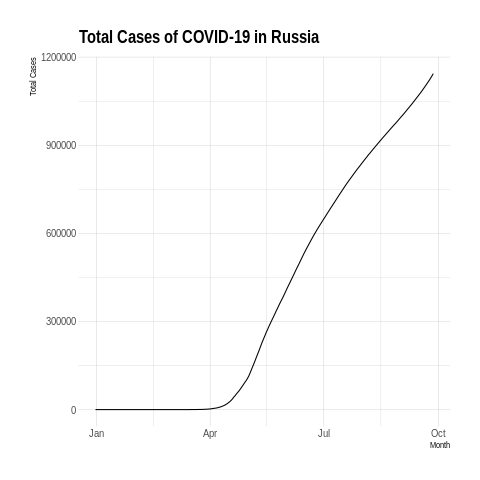 Total Cases of COVID-19 in Russia
Total Cases
1200000
900000
600000
300000
0
Jan Apr Jul Oct
Month